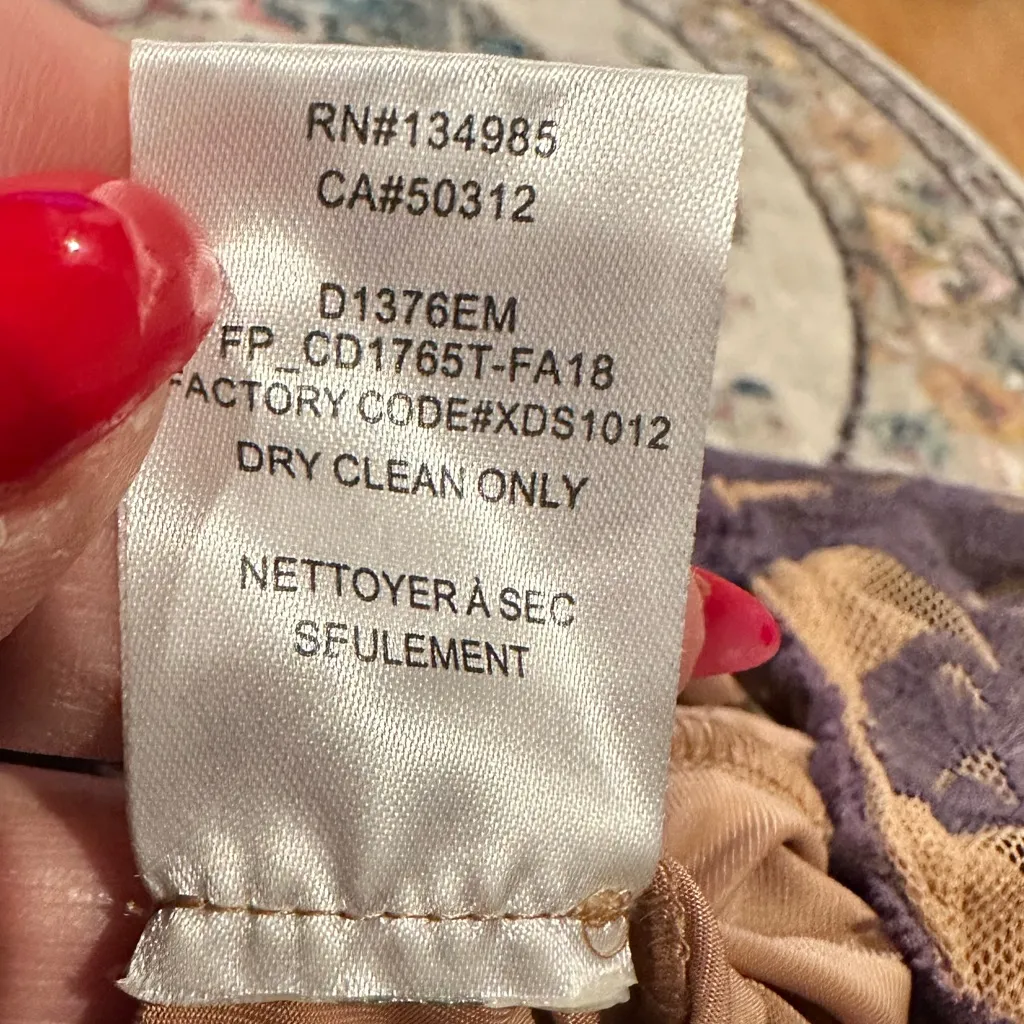 RN#134985
CA#50312
D1376EM
FP_CD1765T-FA18
FACTORY CODE#XDS1012
DRY CLEAN ONLY
NETTOYER À SEC
SEULEMENT